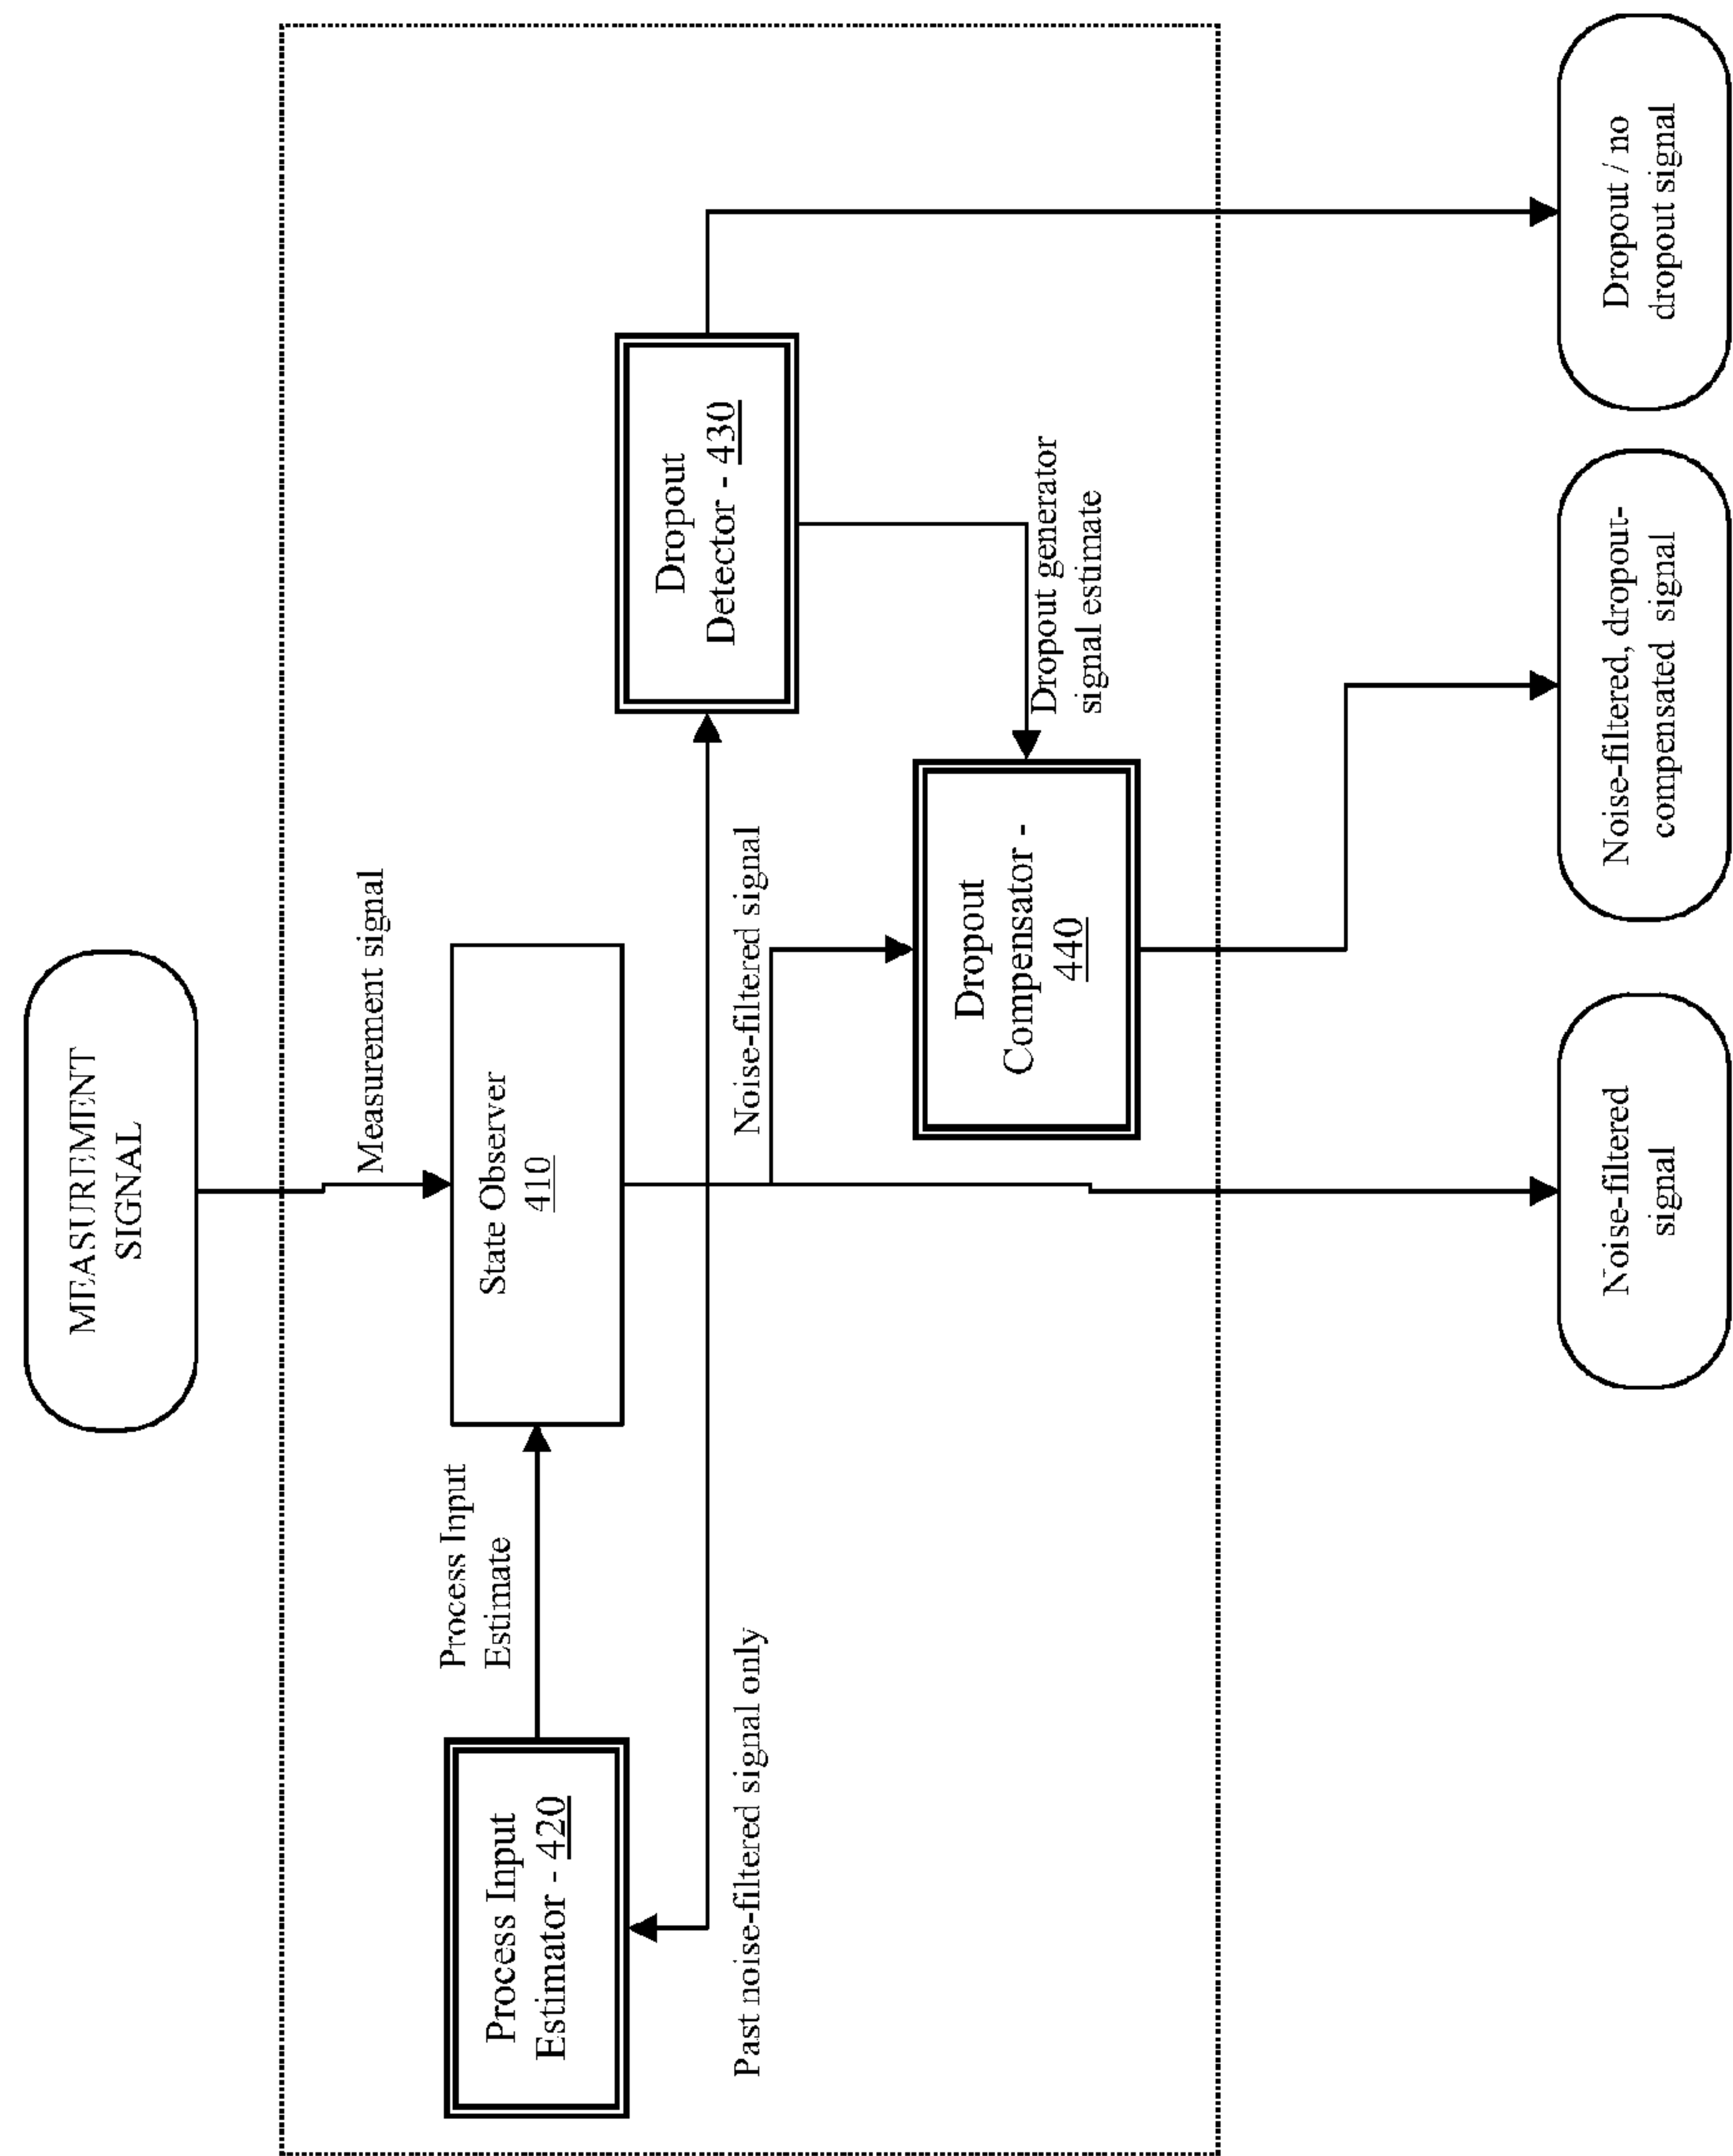 MEASUREMENT
SIGNAL
Measurement signal
Process Input
Estimator - 420
Process Input
Estimate
State Observer
410
Dropout
Detector - 430
Past noise-filtered signal only
Noise-filtered signal
Dropout generator
signal estimate
Dropout
Compensator -
440
Noise-filtered
signal
Noise-filtered, dropout-
compensated signal
Dropout / no
dropout signal